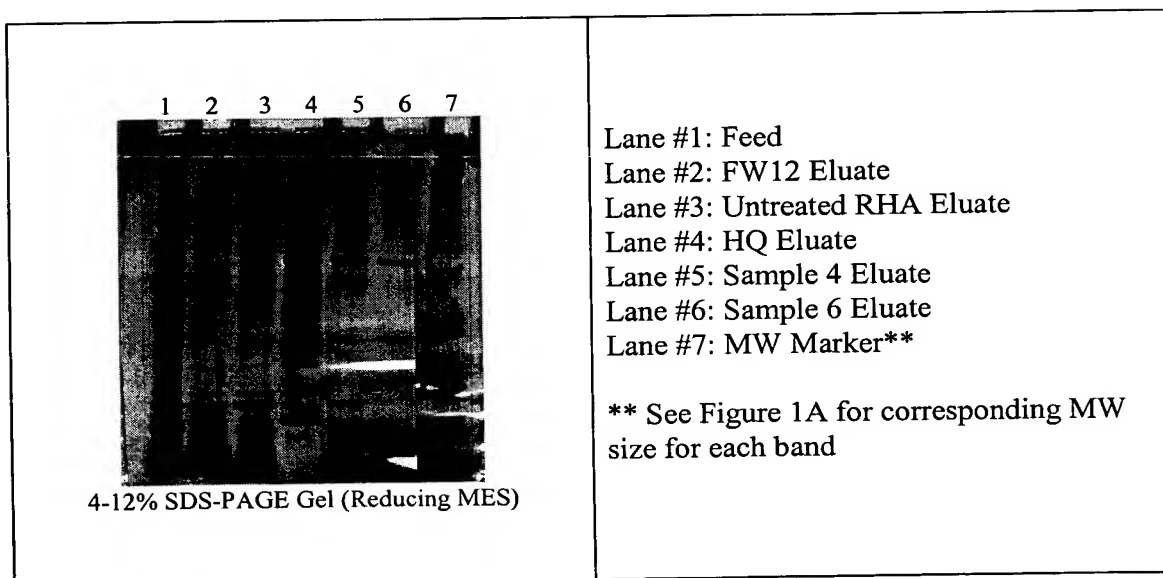 1 2 3 4 5 6 7
4-12% SDS-PAGE Gel (Reducing MES)
Lane #1: Feed
Lane #2: FW12 Eluate
Lane #3: Untreated RHA Eluate
Lane #4: HQ Eluate
Lane #5: Sample 4 Eluate
Lane #6: Sample 6 Eluate
Lane #7: MW Marker**
** See Figure 1A for corresponding MW
size for each band